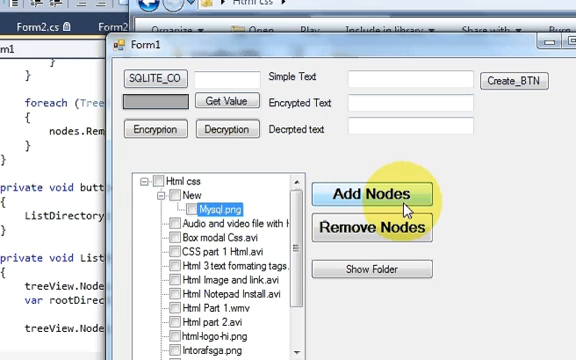 Html css
Organize
Open
Include in library
Share with
Form2.cs
Form1
m1
}
}
foreach (Tree
{
nodes.Rem
}
}
private void butt
{
ListDirectory
}
private void List
{
treeView.Node
var rootDirec
treeView.Node
SQLITE_CO
Simple Text
Create_BTN
Get Value
Encrypted Text
Encryprion
Decryption
Decrpted text
Html css
New
Mysql.png
Audio and video file with H
Box modal Css.avi
CSS part 1 Html.avi
Html 3 text formating tags.
Html Image and link.avi
Html Notepad Install.avi
Html Part 1.wmv
Html part 2.avi
html-logo-hi.png
Intorafsga.png
Add Nodes
Remove Nodes
Show Folder